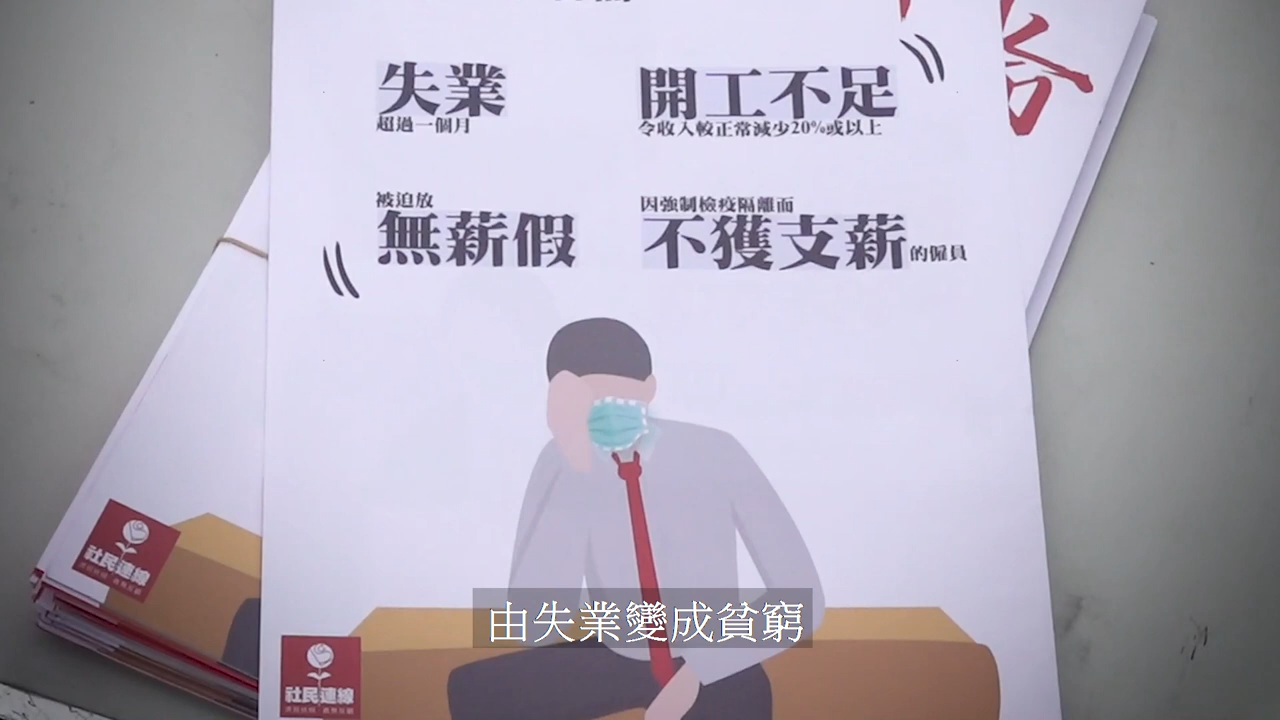 失業
超過一個月
開工不足
令收入較正常減少20%或以上
被迫放
無薪假
因強制檢疫隔離而
不獲支薪的僱員
社民連線
社民連線
由失業變成貧窮